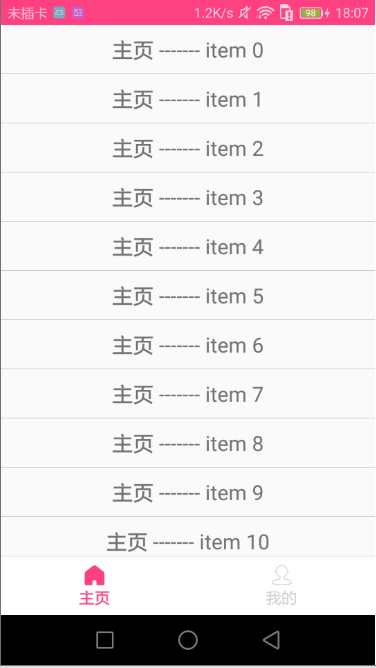 未插卡 1.2K/s 98 18:07
主页 ------- item 0
主页 ------- item 1
主页 ------- item 2
主页 ------- item 3
主页 ------- item 4
主页 ------- item 5
主页 ------- item 6
主页 ------- item 7
主页 ------- item 8
主页 ------- item 9
主页 ------- item 10
主页 我的